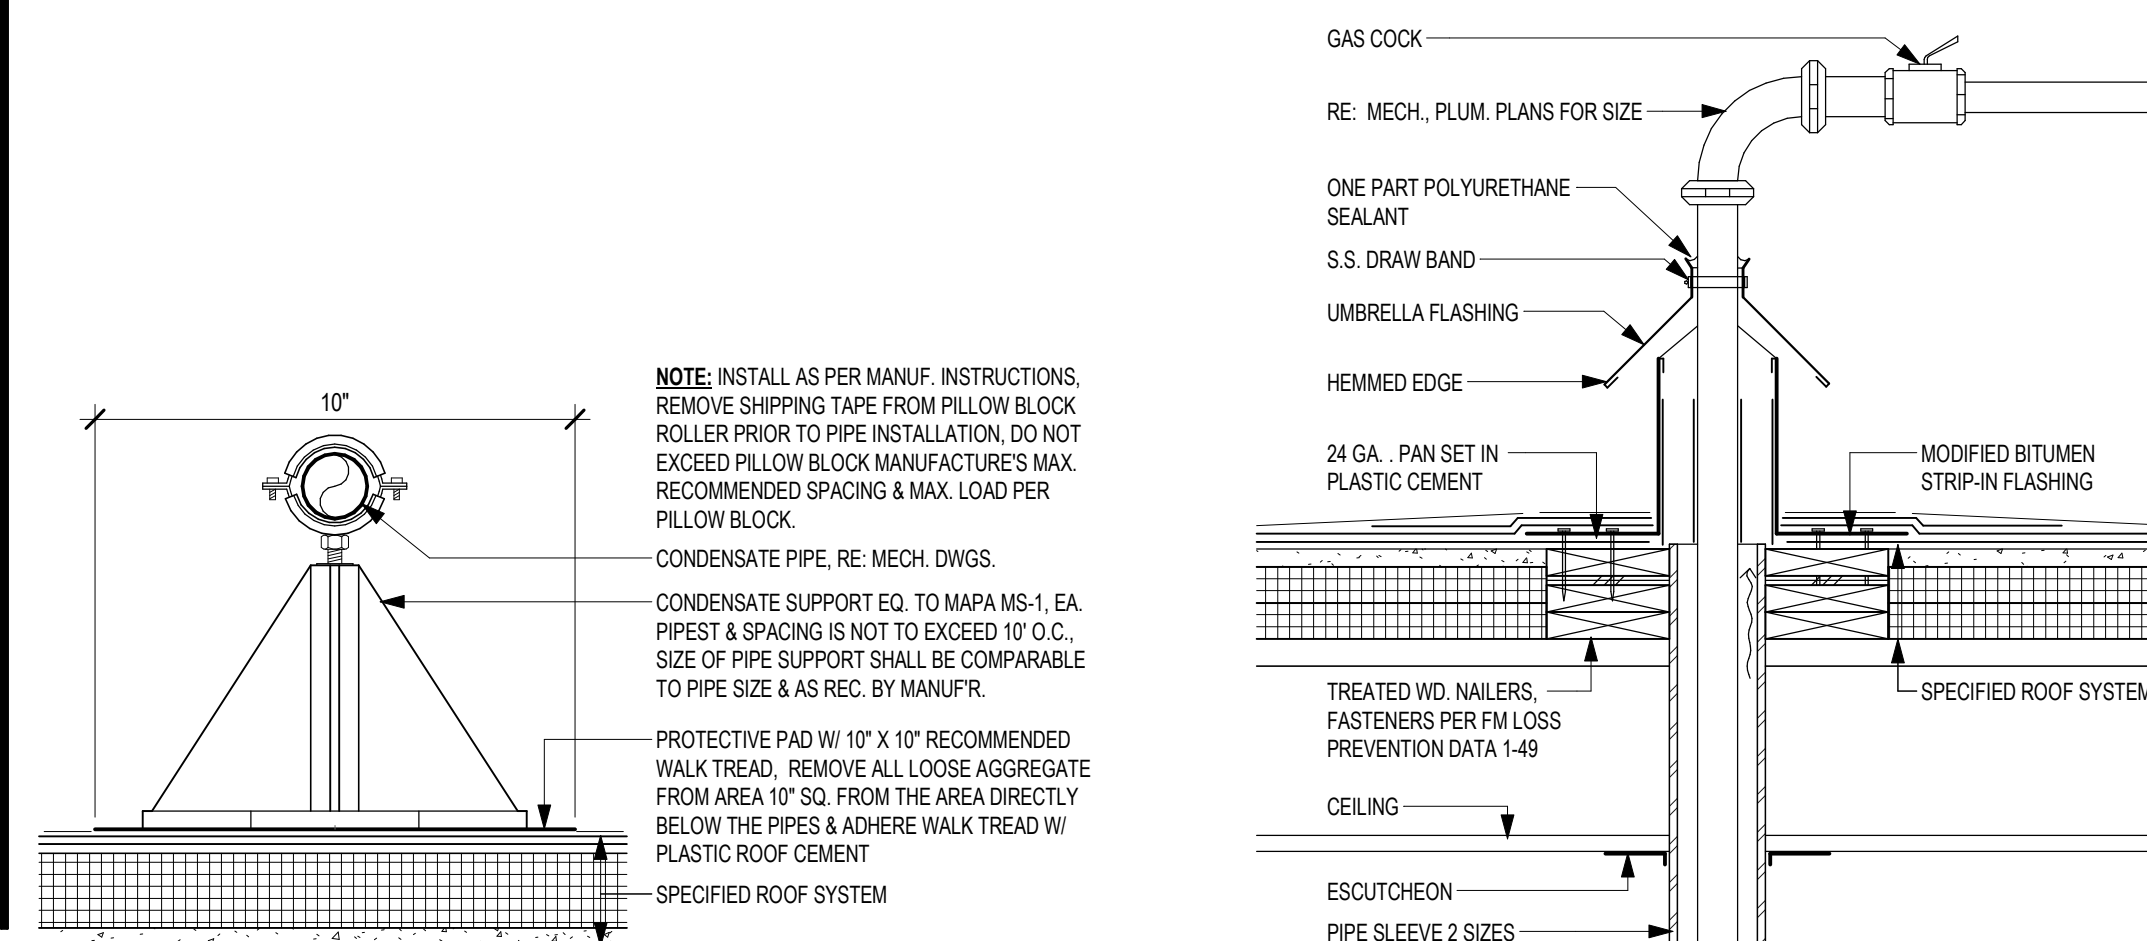 10"
NOTE: INSTALL AS PER MANUF. INSTRUCTIONS,
REMOVE SHIPPING TAPE FROM PILLOW BLOCK
ROLLER PRIOR TO PIPE INSTALLATION, DO NOT
EXCEED PILLOW BLOCK MANUFACTURE'S MAX.
RECOMMENDED SPACING & MAX. LOAD PER
PILLOW BLOCK.
CONDENSATE PIPE, RE: MECH. DWGS.
CONDENSATE SUPPORT EQ. TO MAPA MS-1, EA.
PIPEST & SPACING IS NOT TO EXCEED 10' O.C.,
SIZE OF PIPE SUPPORT SHALL BE COMPARABLE
TO PIPE SIZE & AS REC. BY MANUF'R.
PROTECTIVE PAD W/ 10" X 10" RECOMMENDED
WALK TREAD, REMOVE ALL LOOSE AGGREGATE
FROM AREA 10" SQ. FROM THE AREA DIRECTLY
BELOW THE PIPES & ADHERE WALK TREAD W/
PLASTIC ROOF CEMENT
SPECIFIED ROOF SYSTEM
GAS COCK
RE: MECH., PLUM. PLANS FOR SIZE
ONE PART POLYURETHANE
SEALANT
S.S. DRAW BAND
UMBRELLA FLASHING
HEMMED EDGE
24 GA. . PAN SET IN
PLASTIC CEMENT
MODIFIED BITUMEN
STRIP-IN FLASHING
TREATED WD. NAILERS,
FASTENERS PER FM LOSS
PREVENTION DATA 1-49
SPECIFIED ROOF SYSTEM
CEILING
ESCUTCHEON
PIPE SLEEVE 2 SIZES